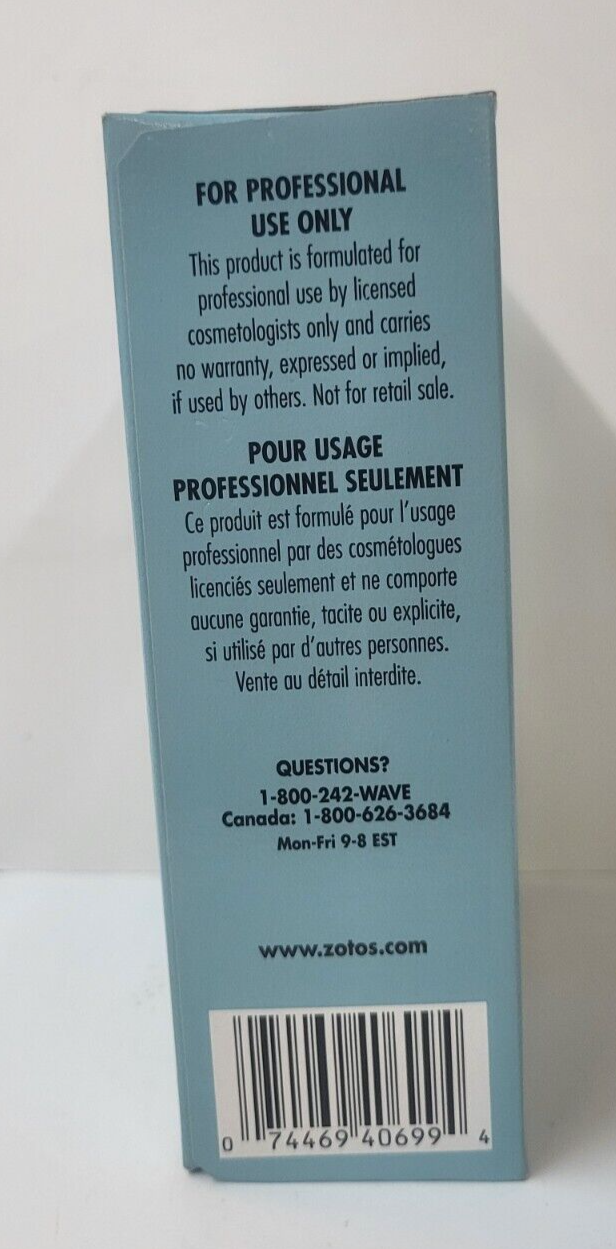 FOR PROFESSIONAL
USE ONLY
This product is formulated for
professional use by licensed
cosmetologists only and carries
no warranty, expressed or implied,
if used by others. Not for retail sale.
POUR USAGE
PROFESSIONNEL SEULEMENT
Ce produit est formulé pour l'usage
professionnel par des cosmétologues
licenciés seulement et ne comporte
aucune garantie, tacite ou explicite,
si utilisé par d'autres personnes.
Vente au détail interdite.
QUESTIONS?
1-800-242-WAVE
Canada: 1-800-626-3684
Mon-Fri 9-8 EST
www.zotos.com
0 74469 40699 4